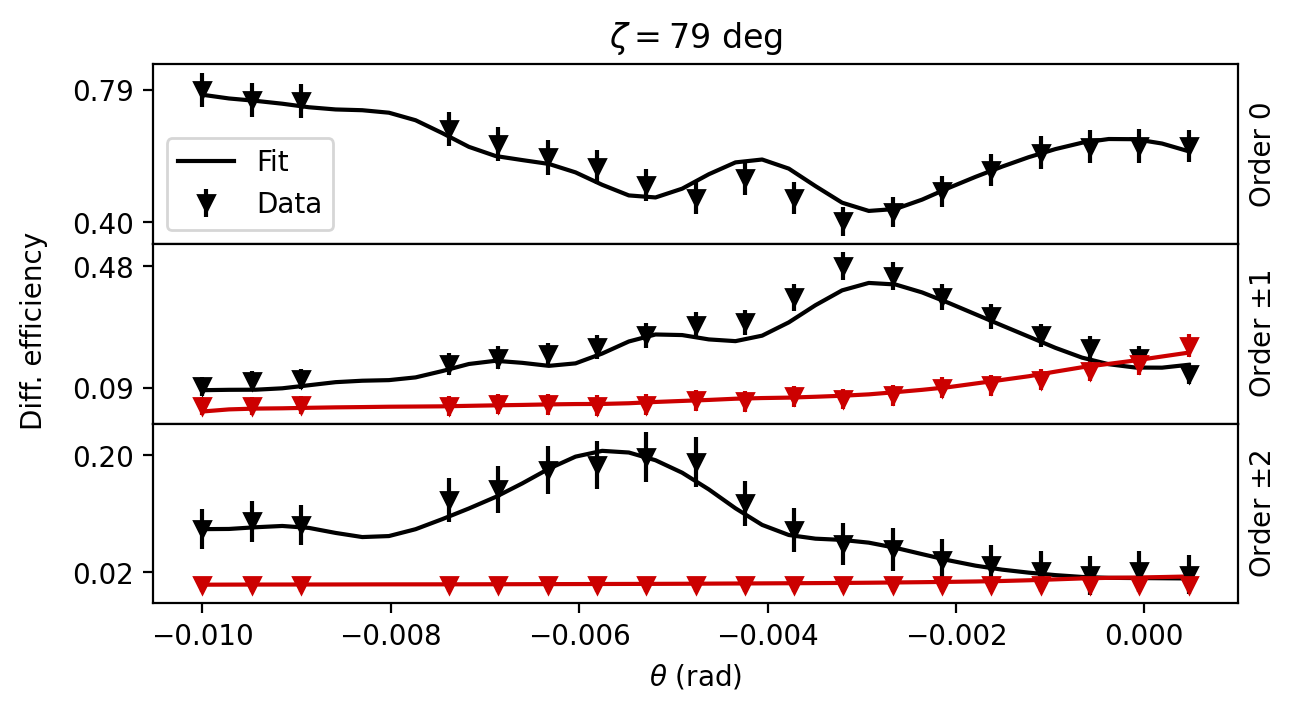 ζ = 79 deg
0.79
0.40
Fit
Data
Order 0
0.48
0.09
Order ±1
Diff. efficiency
0.20
0.02
Order ±2
−0.010 −0.008 −0.006 −0.004 −0.002 0.000
θ (rad)